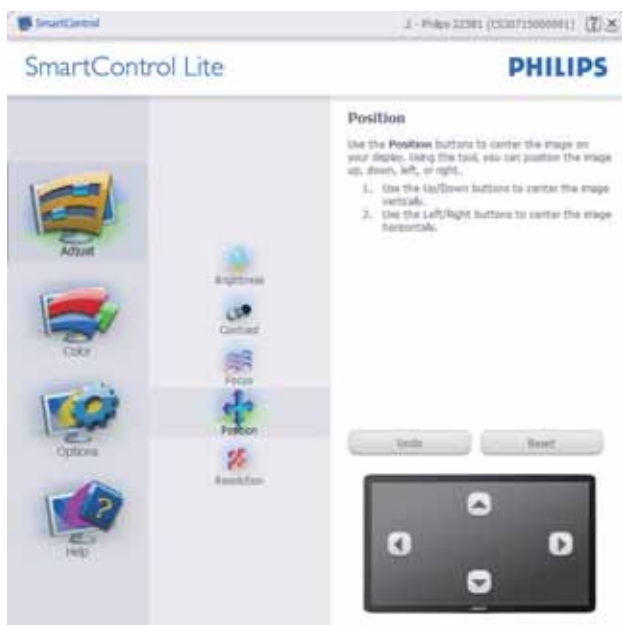 SmartControl
SmartControl Lite
PHILIPS
Adjust
Color
Options
Help
Brightness
Contrast
Focus
Position
Resolution
Position
Use the Position buttons to center the image on
your display. Using the tool, you can position the image
up, down, left, or right.
1. Use the Up/Down buttons to center the image
vertically.
2. Use the Left/Right buttons to center the image
horizontally.
Undo
Reset